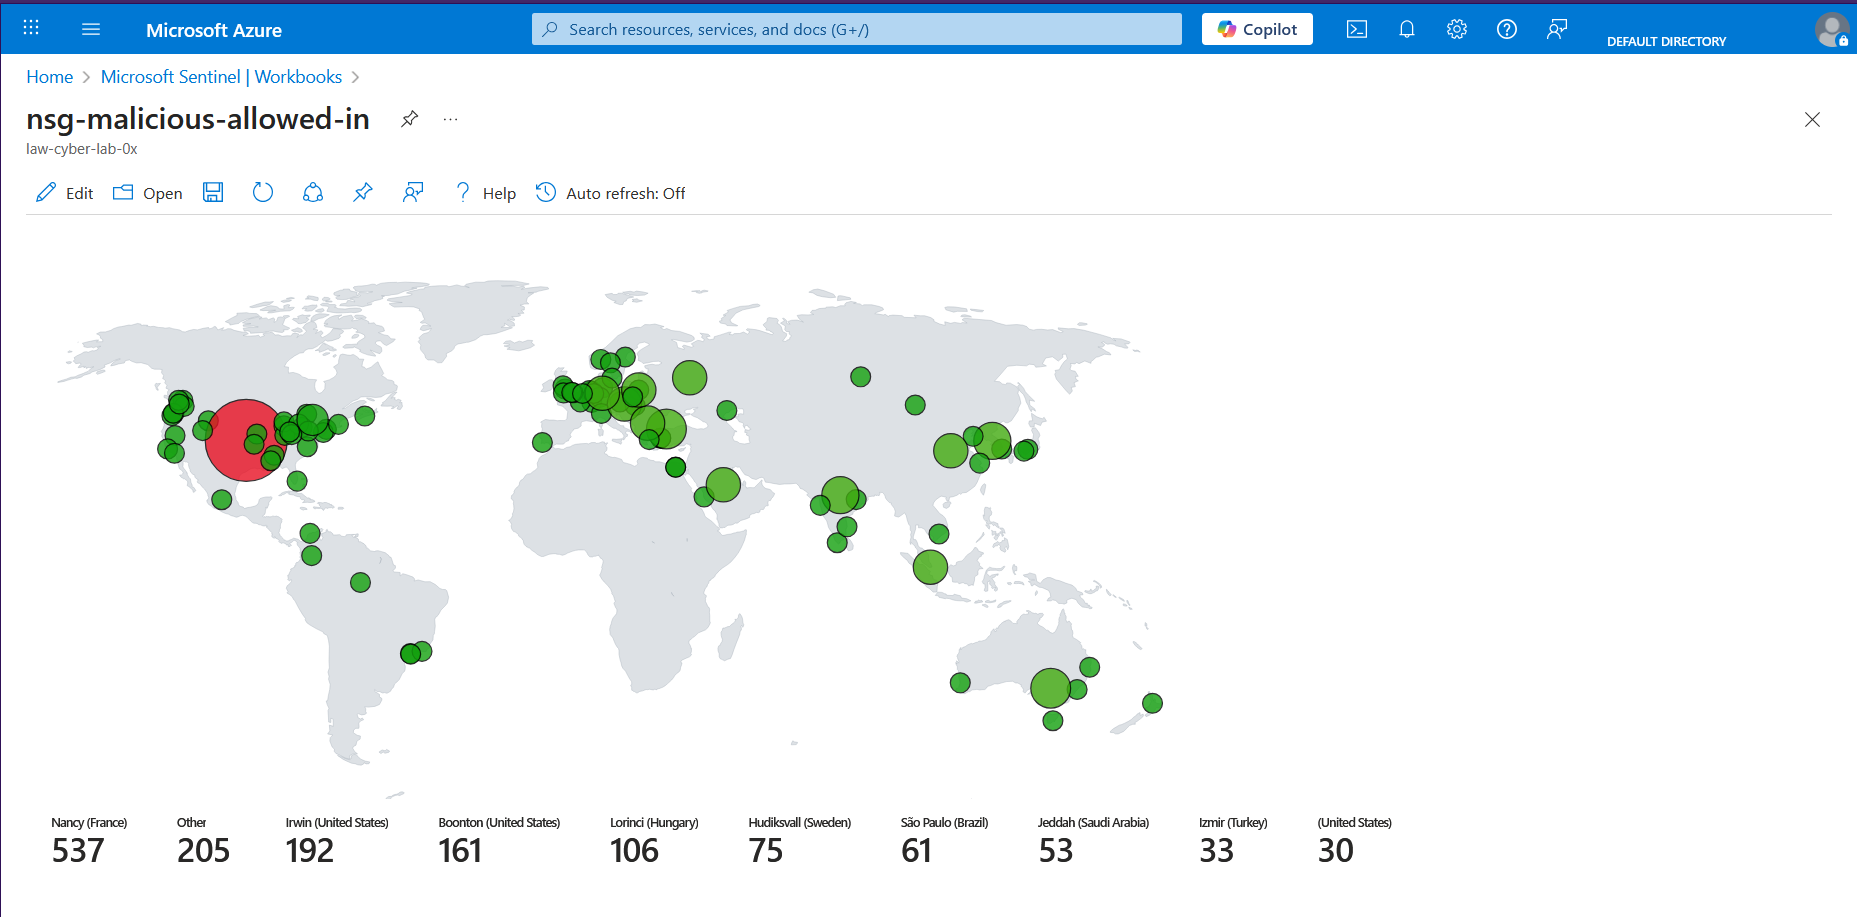 Microsoft Azure
Search resources, services, and docs (G+/)
Copilot
DEFAULT DIRECTORY
Home > Microsoft Sentinel | Workbooks >
nsg-malicious-allowed-in
law-cyber-lab-0x
Edit
Open
Help
Auto refresh: Off
Nancy (France)
537
Other
205
Irwin (United States)
192
Boonton (United States)
161
Lorinci (Hungary)
106
Hudiksvall (Sweden)
75
São Paulo (Brazil)
61
Jeddah (Saudi Arabia)
53
Izmir (Turkey)
33
(United States)
30